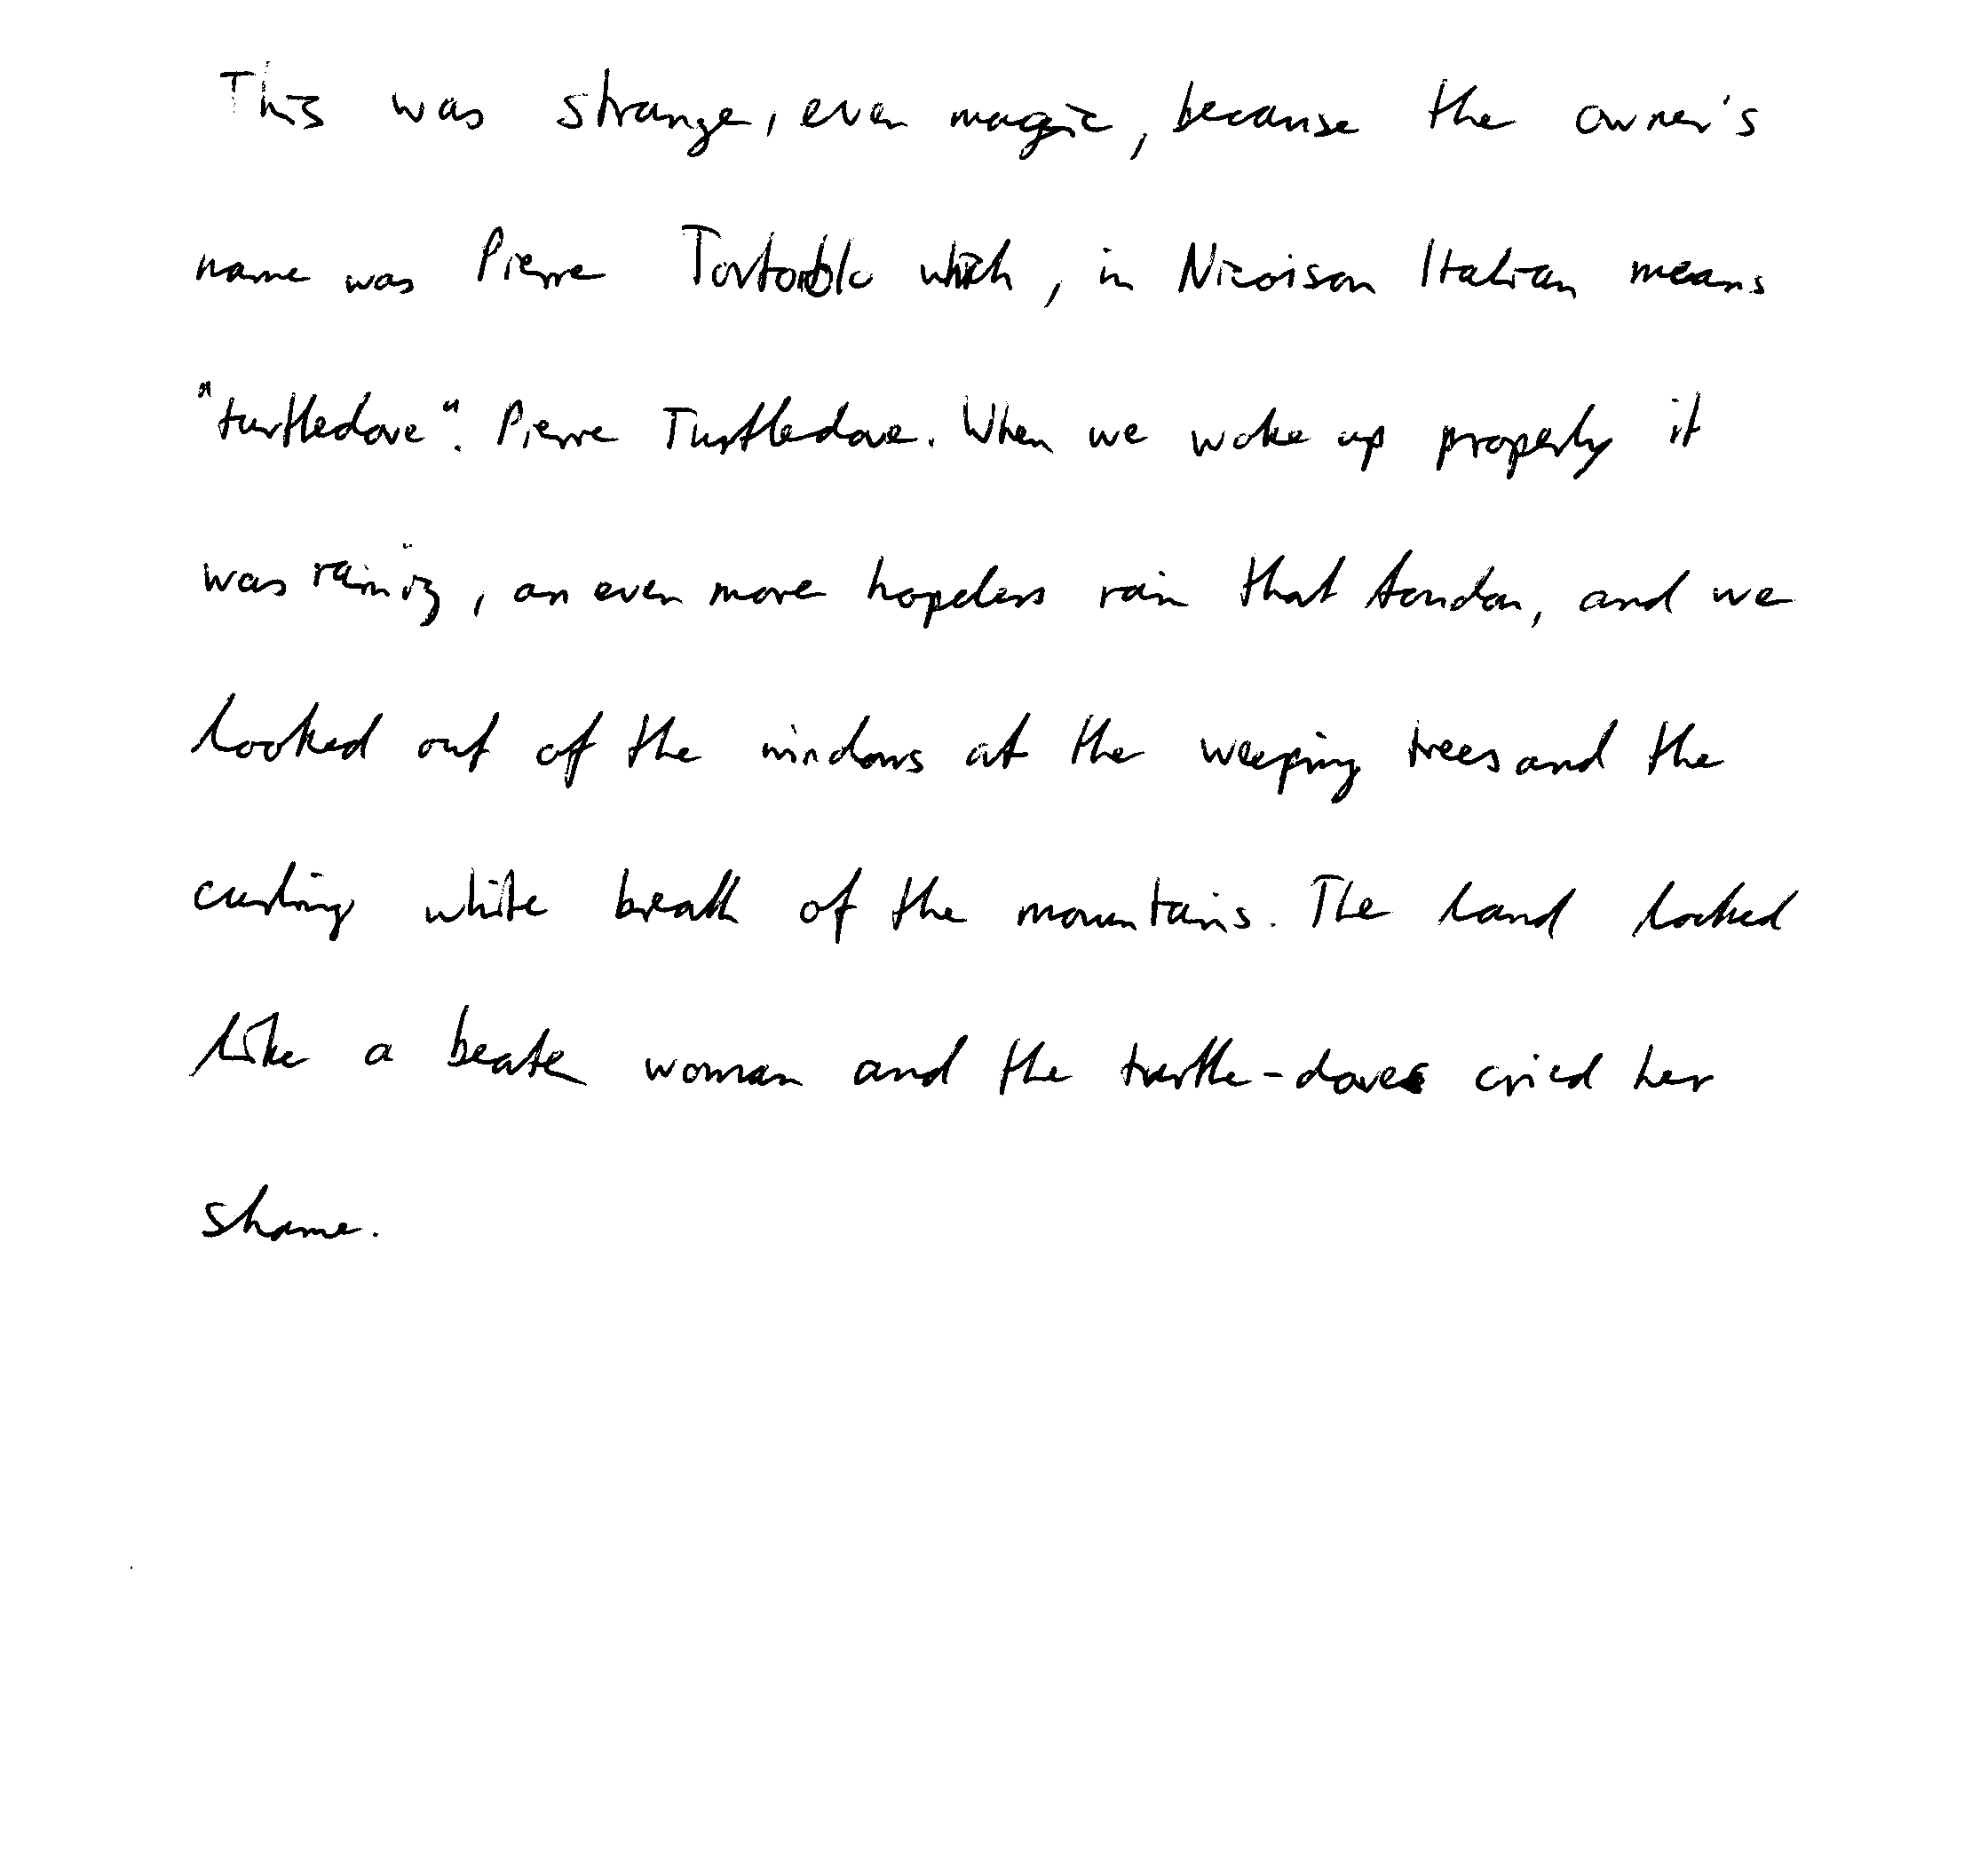 This was strange, even magic, because the owner's
name was Pierre which, in Nicoison Italian means
"turtledove". Pierre Turtledove. When we woke up properly it
was raining, an even more hopeless rain that London, and we
looked out of the windows at the weeping trees and the
curling white breath of the mountains. The land looked
like a beaten woman and the turtle-doves cried her
shame.